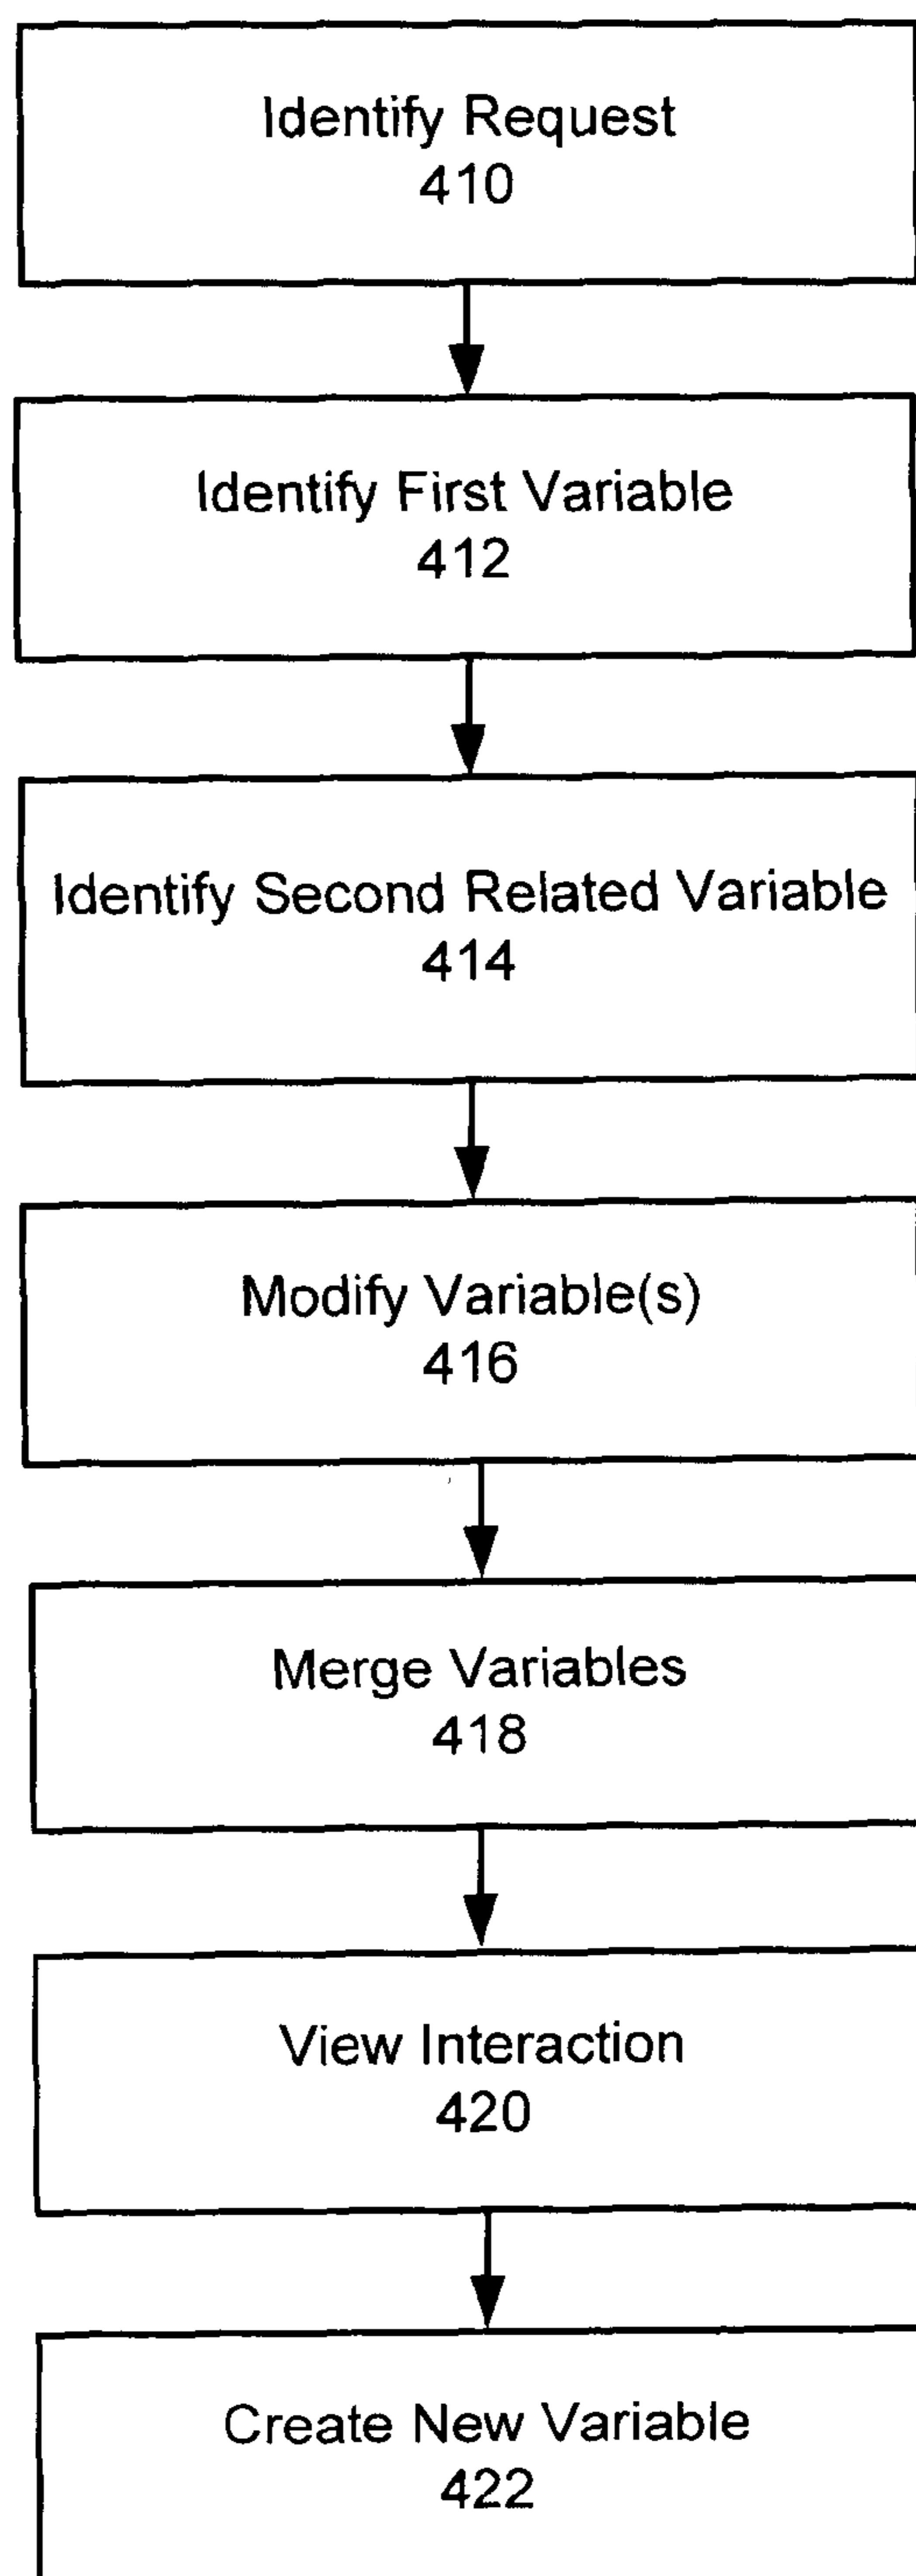 Identify Request
410
Identify First Variable
412
Identify Second Related Variable
414
Modify Variable(s)
416
Merge Variables
418
View Interaction
420
Create New Variable
422